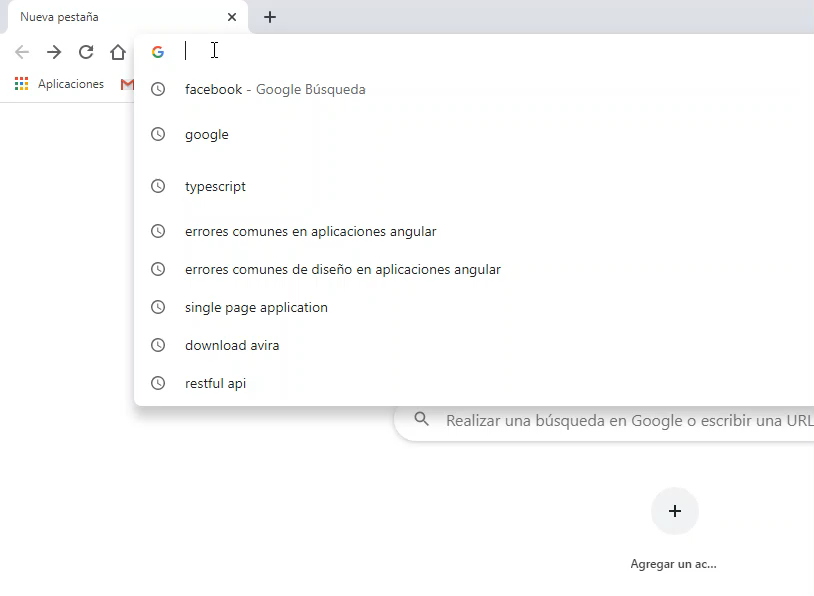 Nueva pestaña
Aplicaciones
facebook - Google Búsqueda
google
typescript
errores comunes en aplicaciones angular
errores comunes de diseño en aplicaciones angular
single page application
download avira
restful api
Realizar una búsqueda en Google o escribir una URL
Agregar un ac...